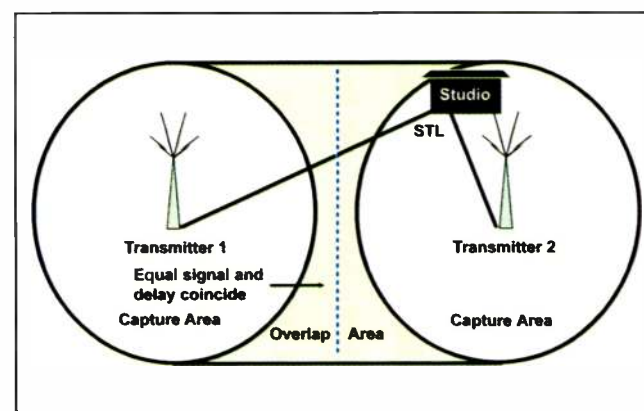 Studio
STL
Transmitter 1
Transmitter 2
Equal signal and
delay coincide
Capture Area
Capture Area
Overlap Area